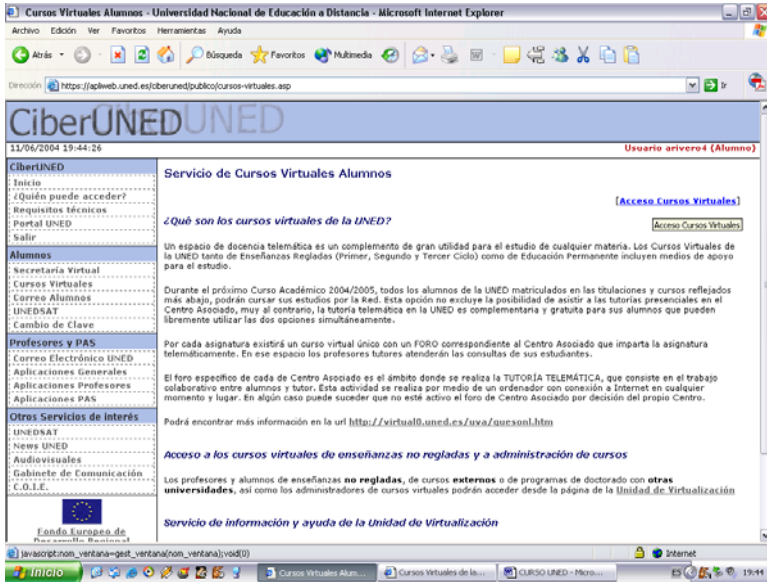 Cursos Virtuales Alumnos - Universidad Nacional de Educación a Distancia - Microsoft Internet Explorer
Archivo Edición Ver Favoritos Herramientas Ayuda
Atrás Búsqueda Favoritos Multimedia
Dirección https://apliweb.uned.es/ciberuned/publico/cursos-virtuales.asp Ir
CiberUNED
11/06/2004 19:44:26 Usuario arivero4 (Alumno)
CiberUNED
Inicio
¿Quién puede acceder?
Requisitos técnicos
Portal UNED
Salir
Alumnos
Secretaría Virtual
Cursos Virtuales
Correo Alumnos
UNEDSAT
Cambio de Clave
Profesores y PAS
Correo Electrónico UNED
Aplicaciones Generales
Aplicaciones Profesores
Aplicaciones PAS
Otros Servicios de interés
UNEDSAT
News UNED
Audiovisuales
Gabinete de Comunicación
C.O.I.E.
Fondo Europeo de
Desarrollo Regional
Servicio de Cursos Virtuales Alumnos
[Acceso Cursos Virtuales]
Acceso Cursos Virtuales
¿Qué son los cursos virtuales de la UNED?
Un espacio de docencia telemática es un complemento de gran utilidad para el estudio de cualquier materia. Los Cursos Virtuales de
la UNED tanto de Enseñanzas Regladas (Primer, Segundo y Tercer Ciclo) como de Educación Permanente incluyen medios de apoyo
para el estudio.
Durante el próximo Curso Académico 2004/2005, todos los alumnos de la UNED matriculados en las titulaciones y cursos reflejados
más abajo, podrán cursar sus estudios por la Red. Esta opción no excluye la posibilidad de asistir a las tutorías presenciales en el
Centro Asociado, muy al contrario, la tutoría telemática en la UNED es complementaria y gratuita para sus alumnos que pueden
libremente utilizar las dos opciones simultáneamente.
Por cada asignatura existirá un curso virtual único con un FORO correspondiente al Centro Asociado que imparta la asignatura
telemáticamente. En ese espacio los profesores tutores atenderán las consultas de sus estudiantes.
El foro específico de cada de Centro Asociado es el ámbito donde se realiza la TUTORÍA TELEMÁTICA, que consiste en el trabajo
colaborativo entre alumnos y tutor. Esta actividad se realiza por medio de un ordenador con conexión a Internet en cualquier
momento y lugar. En algún caso puede suceder que no esté activo el foro de Centro Asociado por decisión del propio Centro.
Podrá encontrar más información en la url http://virtual0.uned.es/uva/quesonl.htm
Acceso a los cursos virtuales de enseñanzas no regladas y a administración de cursos
Los profesores y alumnos de enseñanzas no regladas, de cursos externos o de programas de doctorado con otras
universidades, así como los administradores de cursos virtuales podrán acceder desde la página de la Unidad de Virtualización
Servicio de información y ayuda de la Unidad de Virtualización
javascript:nom_ventana=gest_ventana(nom_ventana);void(0) Internet
Inicio Cursos Virtuales Alum... Cursos Virtuales de la... CURSO UNED - Micro... ES 19:44